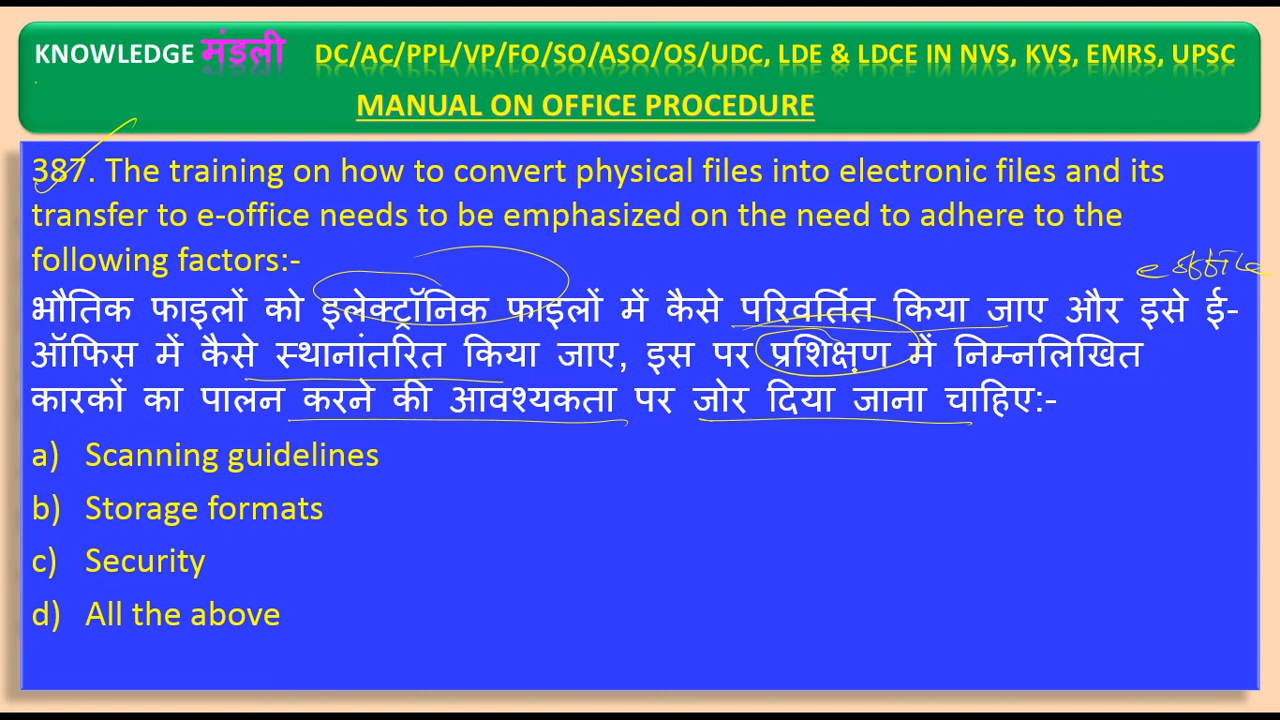 KNOWLEDGE मंडली DC/AC/PPL/VP/FO/SO/ASO/OS/UDC, LDE & LDCE IN NVS, KVS, EMRS, UPSC
MANUAL ON OFFICE PROCEDURE
387. The training on how to convert physical files into electronic files and its
transfer to e-office needs to be emphasized on the need to adhere to the
following factors:-
e office
भौतिक फाइलों को इलेक्ट्रॉनिक फाइलों में कैसे परिवर्तित किया जाए और इसे ई-
ऑफिस में कैसे स्थानांतरित किया जाए, इस पर प्रशिक्षण में निम्नलिखित
कारकों का पालन करने की आवश्यकता पर जोर दिया जाना चाहिए:-
a) Scanning guidelines
b) Storage formats
c) Security
d) All the above